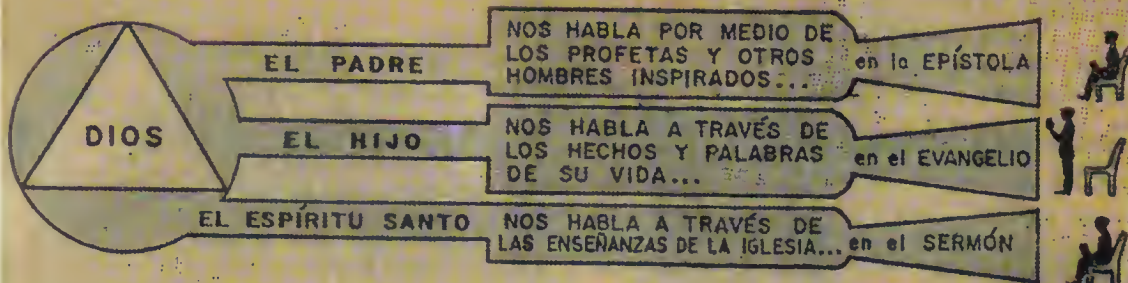 DIOS
EL PADRE
NOS HABLA POR MEDIO DE
LOS PROFETAS Y OTROS
HOMBRES INSPIRADOS...
en la EPÍSTOLA
EL HIJO
NOS HABLA A TRAVÉS DE
LOS HECHOS Y PALABRAS
DE SU VIDA...
en el EVANGELIO
EL ESPÍRITU SANTO
NOS HABLA A TRAVÉS DE
LAS ENSEÑANZAS DE LA IGLESIA...
en el SERMÓN